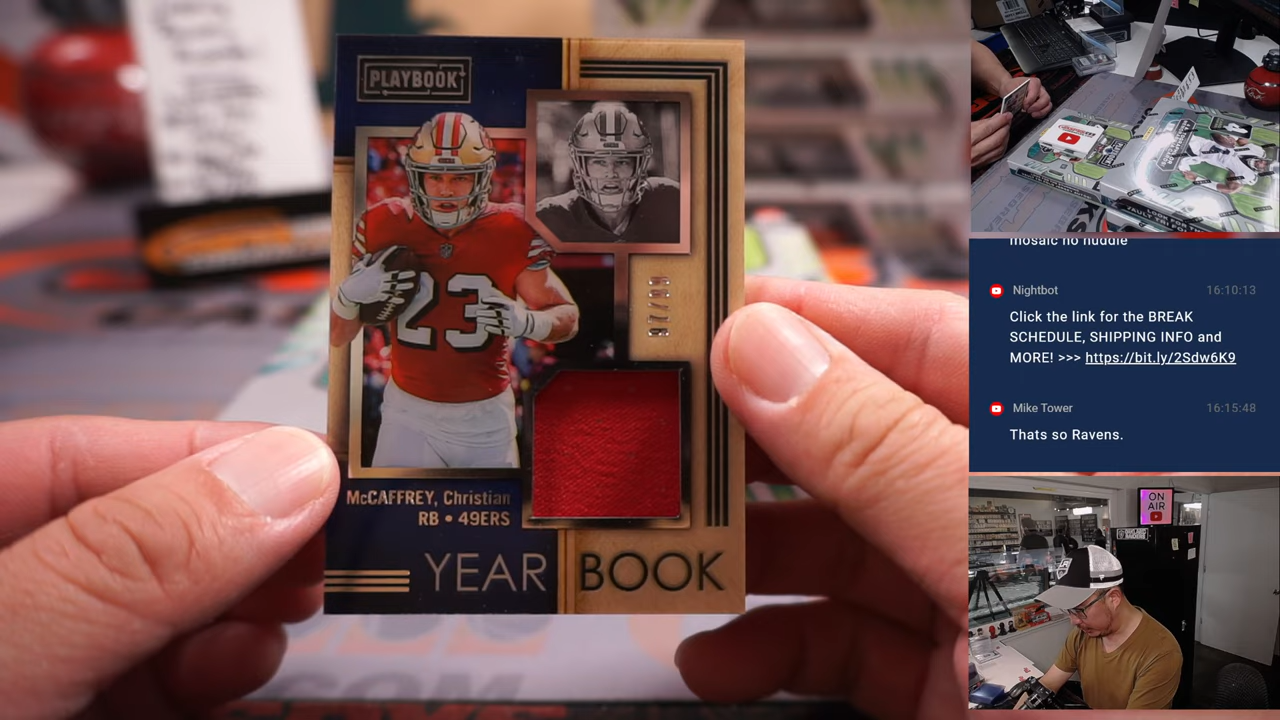 PLAYBOOK
23
McCAFFREY, Christian
RB • 49ERS
YEAR BOOK
mosaic no huddle
Nightbot 16:10:13
Click the link for the BREAK
SCHEDULE, SHIPPING INFO and
MORE! >>> https://bit.ly/2Sdw6K9
Mike Tower 16:15:48
Thats so Ravens.
ON
AIR